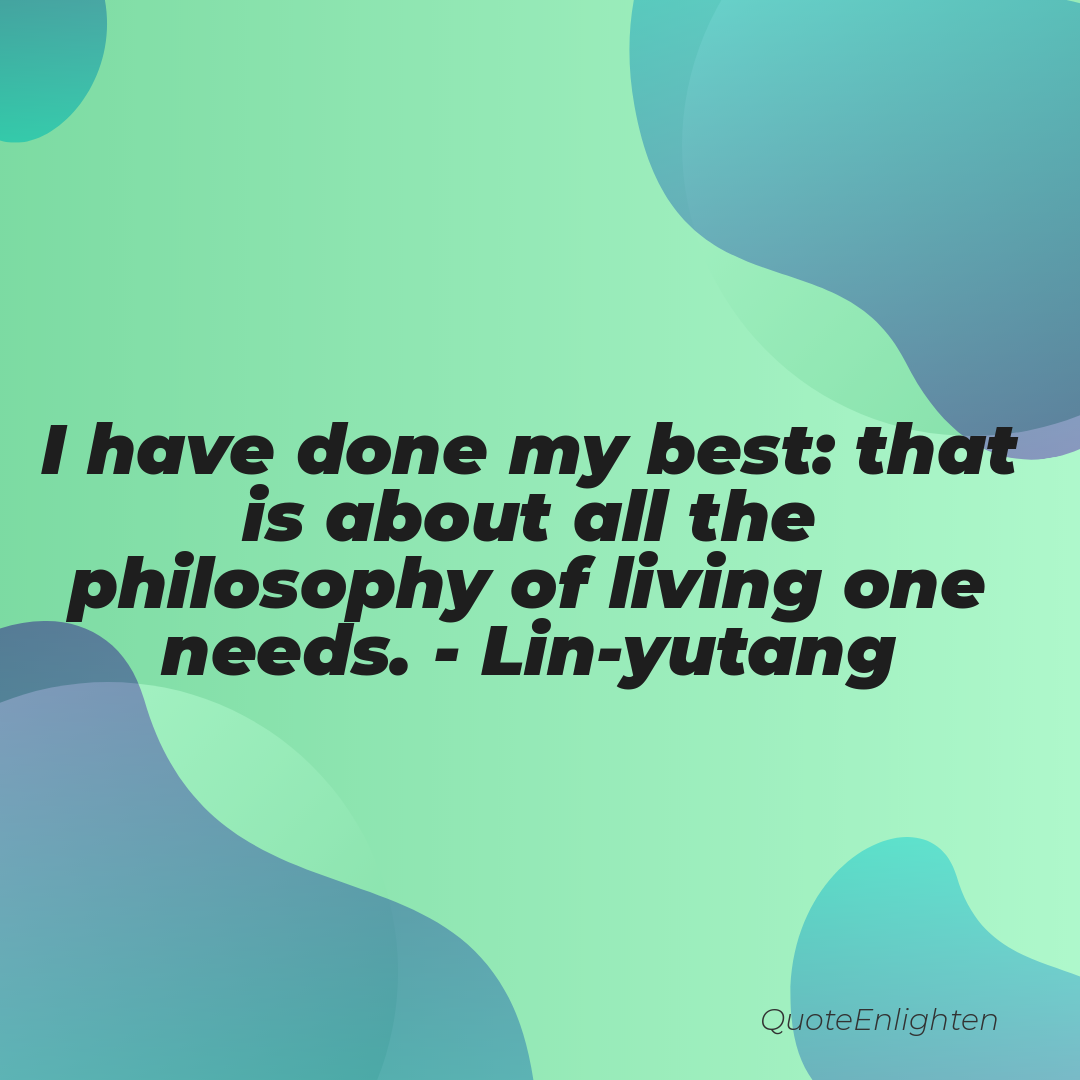 I have done my best: that
is about all the
philosophy of living one
needs. - Lin-yutang
QuoteEnlighten